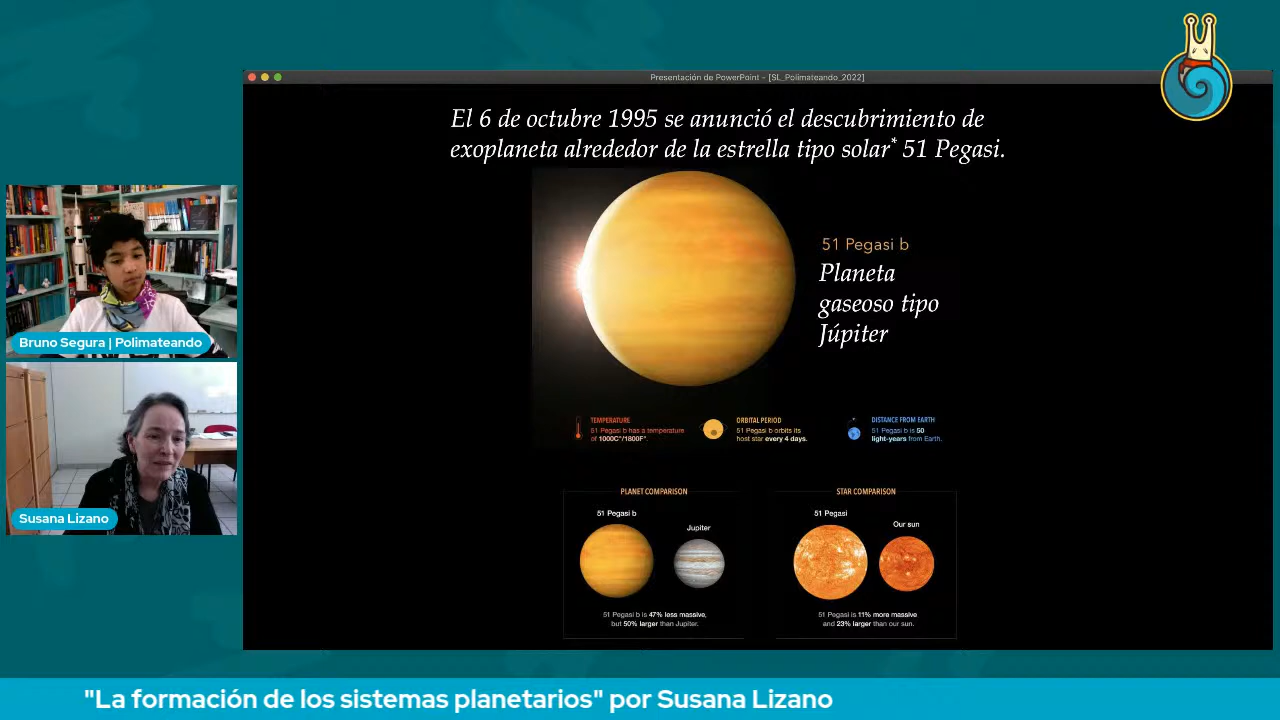 Presentación de PowerPoint - [SL_Polimateando_2022]
El 6 de octubre 1995 se anunció el descubrimiento de
exoplaneta alrededor de la estrella tipo solar* 51 Pegasi.
51 Pegasi b
Planeta
gaseoso tipo
Júpiter
TEMPERATURE
51 Pegasi b has a temperature
of 1000C°/1800F°.
ORBITAL PERIOD
51 Pegasi b orbits its
host star every 4 days.
DISTANCE FROM EARTH
51 Pegasi b is 50
light-years from Earth.
PLANET COMPARISON
51 Pegasi b
Jupiter
51 Pegasi b is 47% less massive,
but 50% larger than Jupiter.
STAR COMPARISON
51 Pegasi
Our sun
51 Pegasi is 11% more massive
and 23% larger than our sun.
Bruno Segura | Polimateando
Susana Lizano
"La formación de los sistemas planetarios" por Susana Lizano